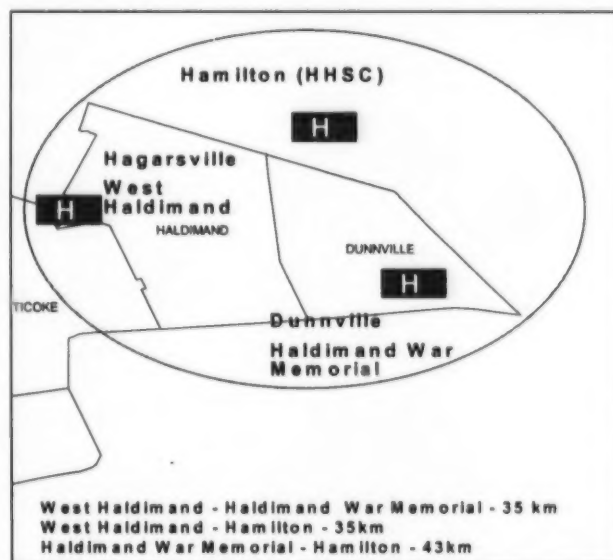 Hamilton (HHSC)
H
Hagarsville
West
Haldimand
H
HALDIMAND
DUNNVILLE
H
TICOKE
Dunnville
Haldimand War
Memorial
West Haldimand - Haldimand War Memorial - 35 km
West Haldimand - Hamilton - 35km
Haldimand War Memorial - Hamilton - 43km